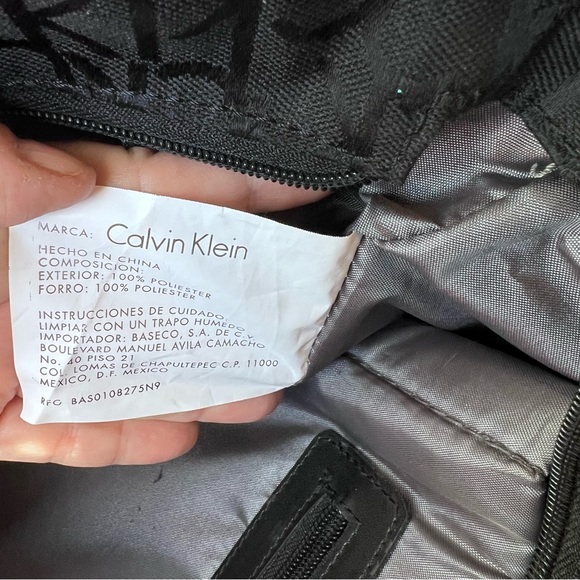 MARCA: Calvin Klein
HECHO EN CHINA
COMPOSICION:
EXTERIOR: 100% POLIESTER
FORRO: 100% POLIESTER
INSTRUCCIONES DE CUIDADO
LIMPIAR CON UN TRAPO HUMEDO
IMPORTADOR: BASECO, S.A. DE C.V.
BOULEVARD MANUEL AVILA CAMACHO
No. 40 PISO 21
COL. LOMAS DE CHAPULTEPEC C.P. 11000
MEXICO, D.F. MEXICO
RFC BAS0108275N9